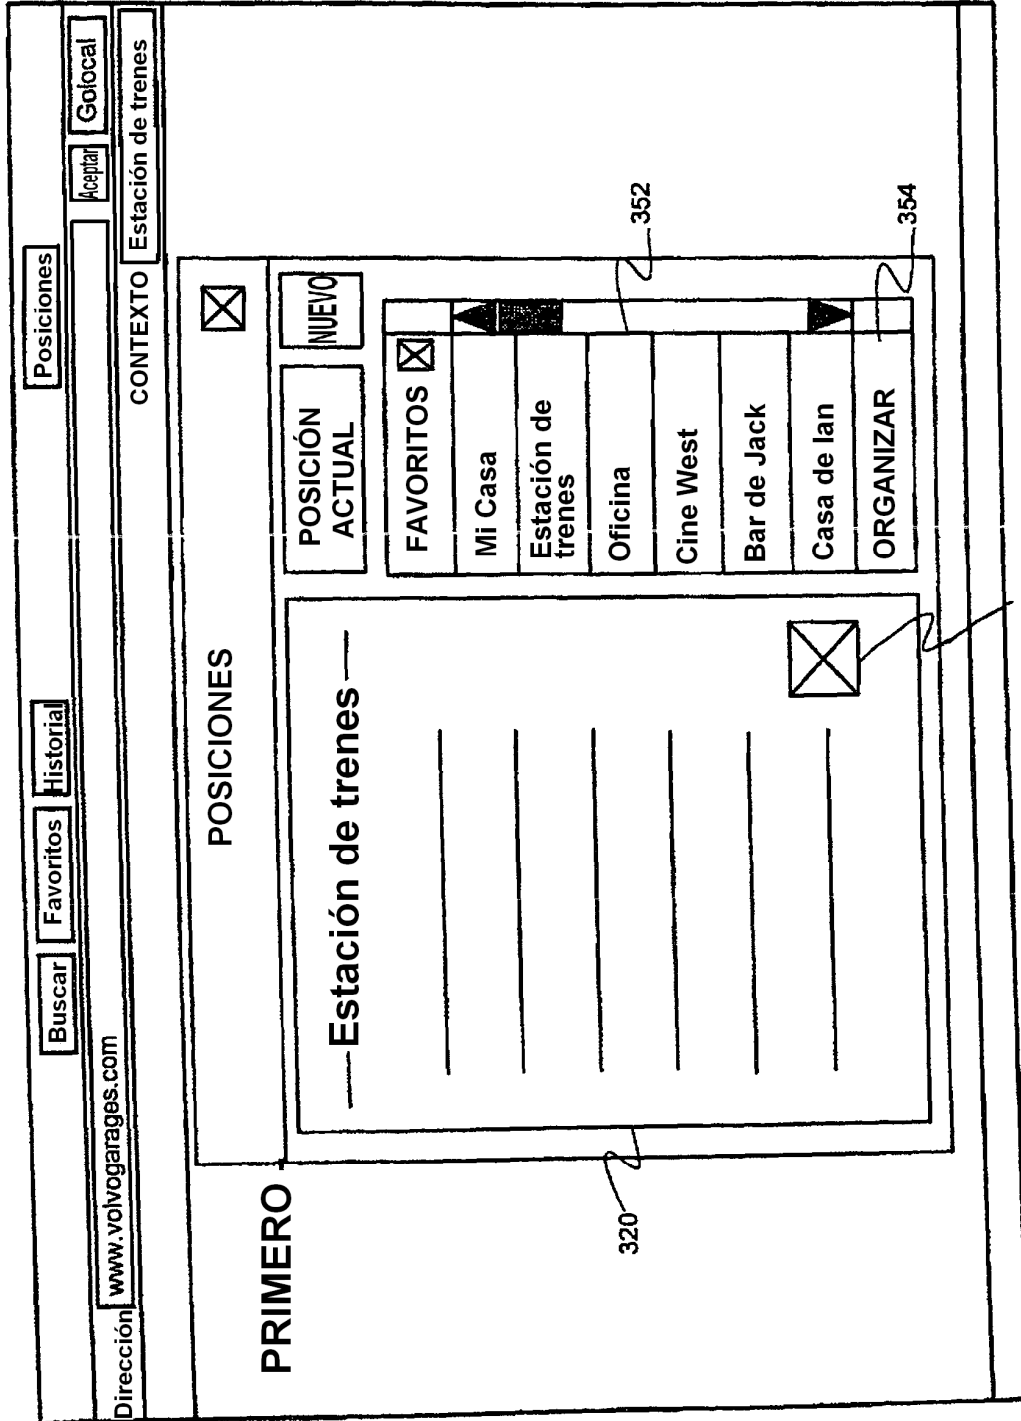 Buscar
Favoritos
Historial
Posiciones
Dirección
www.volvogarages.com
Aceptar
Golocal
CONTEXTO
Estación de trenes
POSICIONES
PRIMERO
Estación de trenes
POSICIÓN
ACTUAL
NUEVO
FAVORITOS
Mi Casa
Estación de
trenes
Oficina
Cine West
Bar de Jack
Casa de Ian
ORGANIZAR
320
352
354